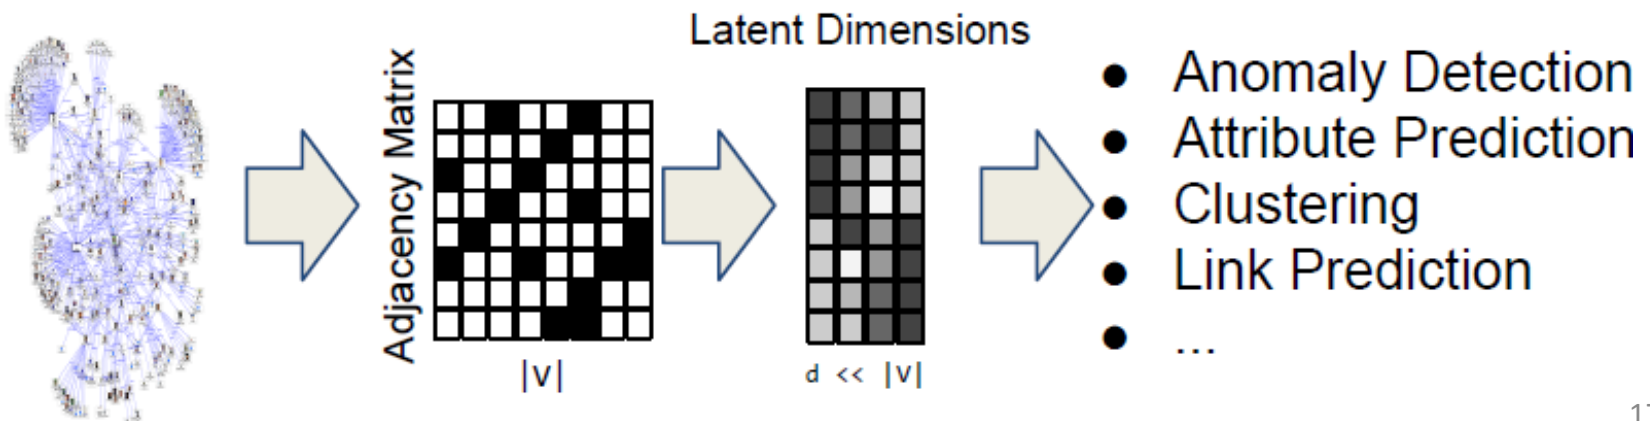 Latent Dimensions
Adjacency Matrix
|V|
d << |V|
● Anomaly Detection
● Attribute Prediction
● Clustering
● Link Prediction
● ...